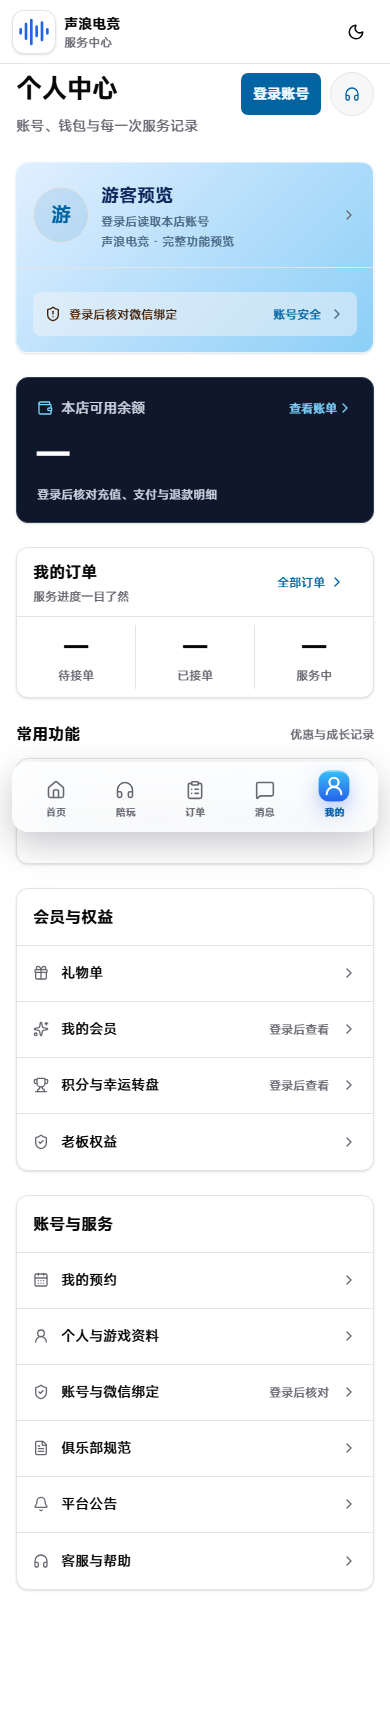 声浪电竞
服务中心
个人中心
登录账号
账号、钱包与每一次服务记录
游
游客预览
登录后读取本店账号
声浪电竞 · 完整功能预览
登录后核对微信绑定
账号安全
本店可用余额
查看账单
—
登录后核对充值、支付与退款明细
我的订单
服务进度一目了然
全部订单
— — —
待接单 已接单 服务中
常用功能
优惠与成长记录
首页 陪玩 订单 消息 我的
会员与权益
礼物单
我的会员 登录后查看
积分与幸运转盘 登录后查看
老板权益
账号与服务
我的预约
个人与游戏资料
账号与微信绑定 登录后核对
俱乐部规范
平台公告
客服与帮助